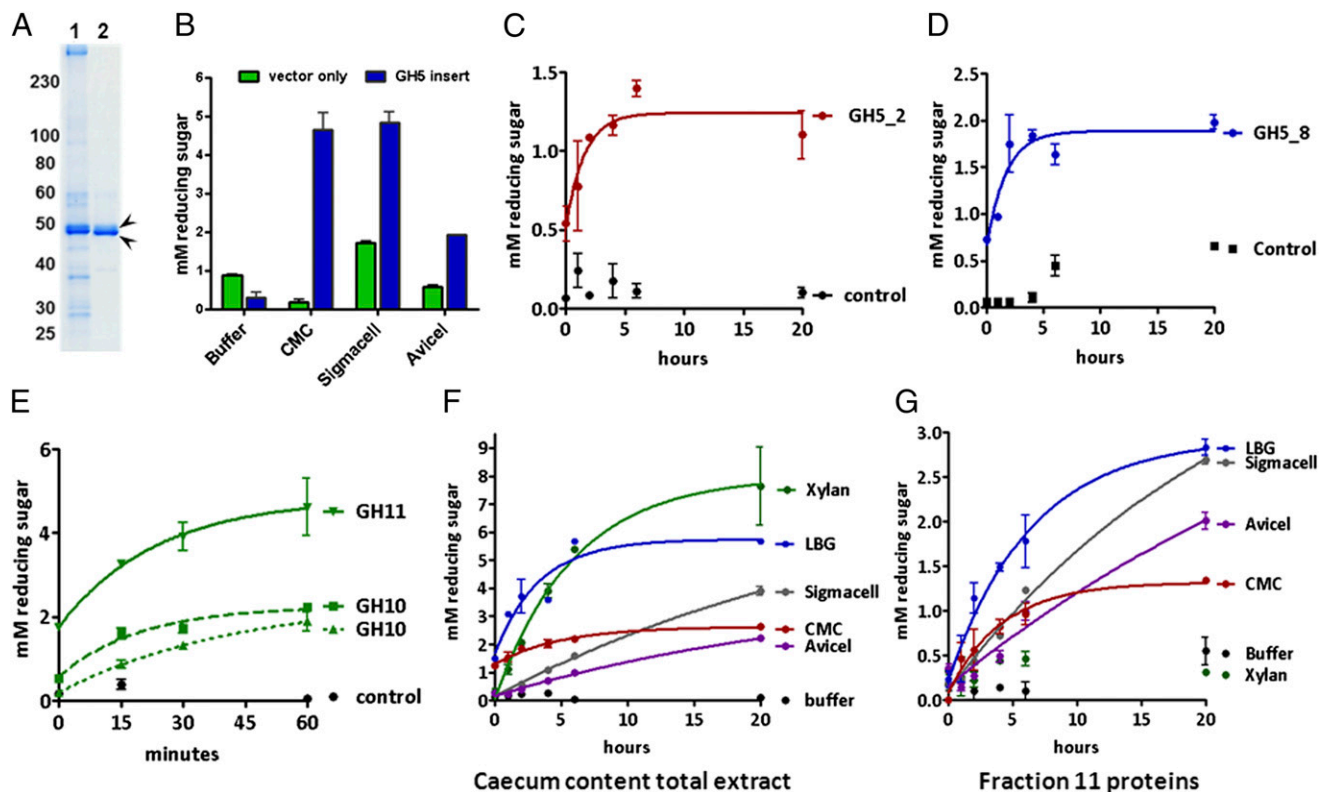 A
1 2
230
100
80
60
50
40
30
25
B
vector only
GH5 insert
mM reducing sugar
6
5
4
3
2
1
0
Buffer
CMC
Sigmacell
Avicel
C
mM reducing sugar
1.5
1.0
0.5
0.0
0 5 10 15 20
hours
GH5_2
control
D
mM reducing sugar
2.5
2.0
1.5
1.0
0.5
0.0
0 5 10 15 20
hours
GH5_8
Control
E
mM reducing sugar
6
4
2
0
0 15 30 45 60
minutes
GH11
GH10
GH10
control
F
mM reducing sugar
9
8
7
6
5
4
3
2
1
0
0 5 10 15 20
hours
Xylan
LBG
Sigmacell
CMC
Avicel
buffer
Caecum content total extract
G
mM reducing sugar
3.0
2.5
2.0
1.5
1.0
0.5
0.0
0 5 10 15 20
hours
LBG
Sigmacell
Avicel
CMC
Buffer
Xylan
Fraction 11 proteins